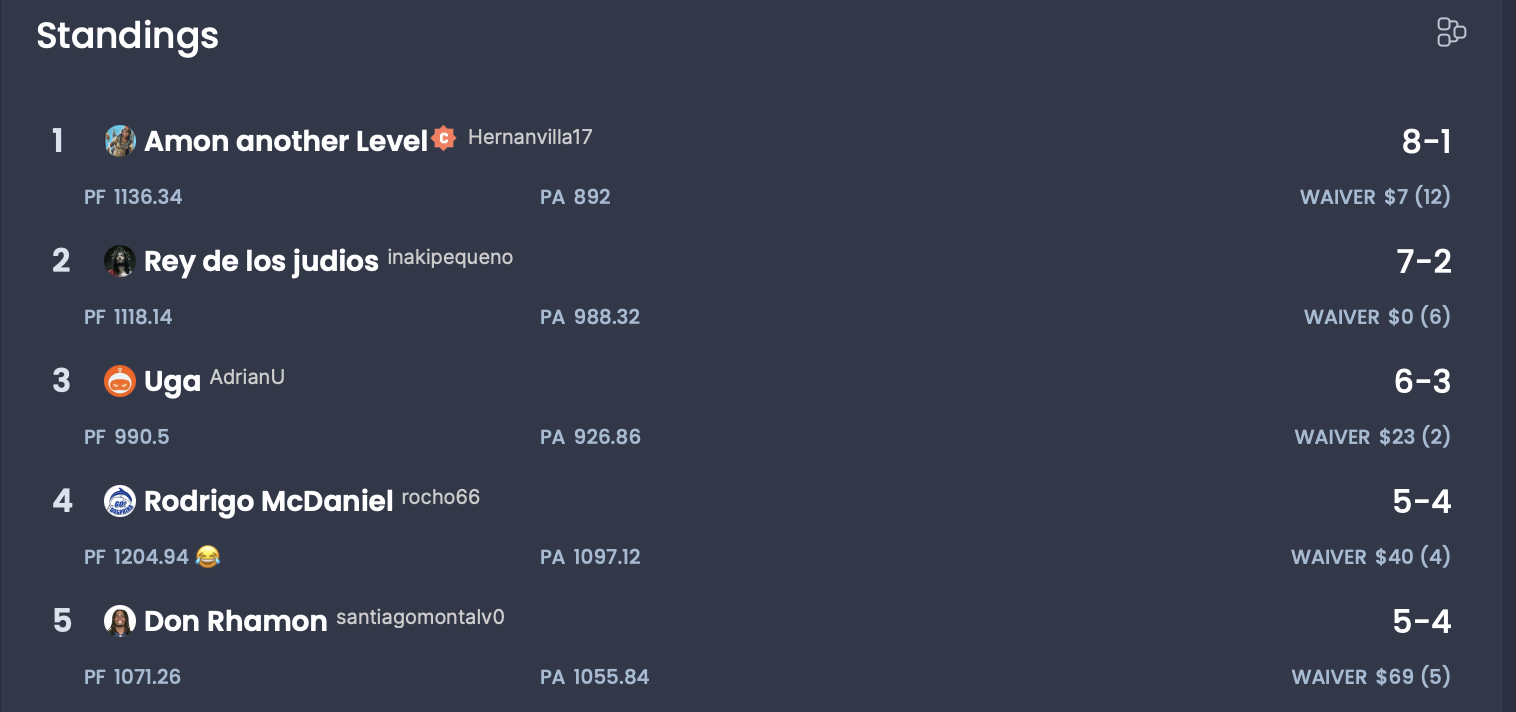 Standings
1 Amon another Level C Hernanvilla17 8-1
PF 1136.34 PA 892 WAIVER $7 (12)
2 Rey de los judios inakipequeno 7-2
PF 1118.14 PA 988.32 WAIVER $0 (6)
3 Uga AdrianU 6-3
PF 990.5 PA 926.86 WAIVER $23 (2)
4 Rodrigo McDaniel rocho66 5-4
PF 1204.94 😂 PA 1097.12 WAIVER $40 (4)
5 Don Rhamon santiagomontalv0 5-4
PF 1071.26 PA 1055.84 WAIVER $69 (5)